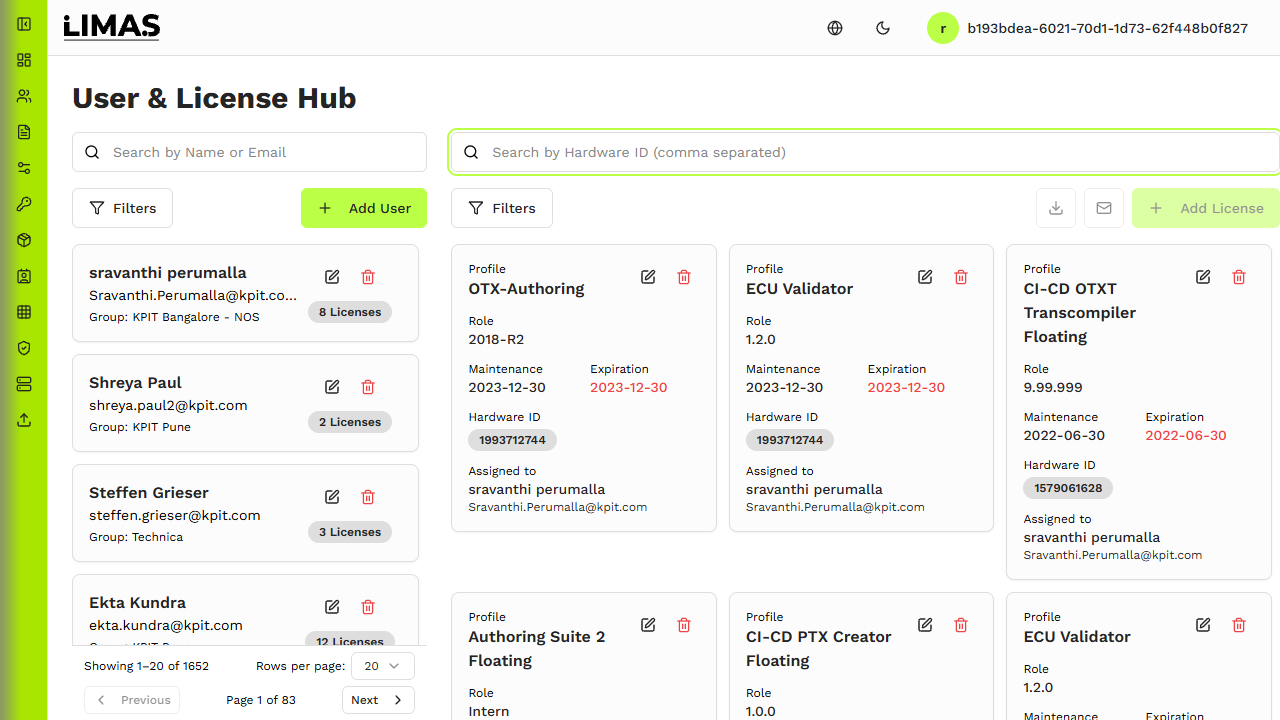 LIMAS
r
b193bdea-6021-70d1-1d73-62f448b0f827
User & License Hub
Search by Name or Email
Search by Hardware ID (comma separated)
Filters
Add User
Filters
Add License
sravanthi perumalla
Sravanthi.Perumalla@kpit.co...
Group: KPIT Bangalore - NOS
8 Licenses
Shreya Paul
shreya.paul2@kpit.com
Group: KPIT Pune
2 Licenses
Steffen Grieser
steffen.grieser@kpit.com
Group: Technica
3 Licenses
Ekta Kundra
ekta.kundra@kpit.com
12 Licenses
Showing 1–20 of 1652
Rows per page:
20
Previous
Page 1 of 83
Next
Profile
OTX-Authoring
Role
2018-R2
Maintenance
Expiration
2023-12-30
2023-12-30
Hardware ID
1993712744
Assigned to
sravanthi perumalla
Sravanthi.Perumalla@kpit.com
Profile
ECU Validator
Role
1.2.0
Maintenance
Expiration
2023-12-30
2023-12-30
Hardware ID
1993712744
Assigned to
sravanthi perumalla
Sravanthi.Perumalla@kpit.com
Profile
CI-CD OTXT
Transcompiler
Floating
Role
9.99.999
Maintenance
Expiration
2022-06-30
2022-06-30
Hardware ID
1579061628
Assigned to
sravanthi perumalla
Sravanthi.Perumalla@kpit.com
Profile
Authoring Suite 2
Floating
Role
Intern
Profile
CI-CD PTX Creator
Floating
Role
1.0.0
Profile
ECU Validator
Role
1.2.0
Maintenance
Expiration